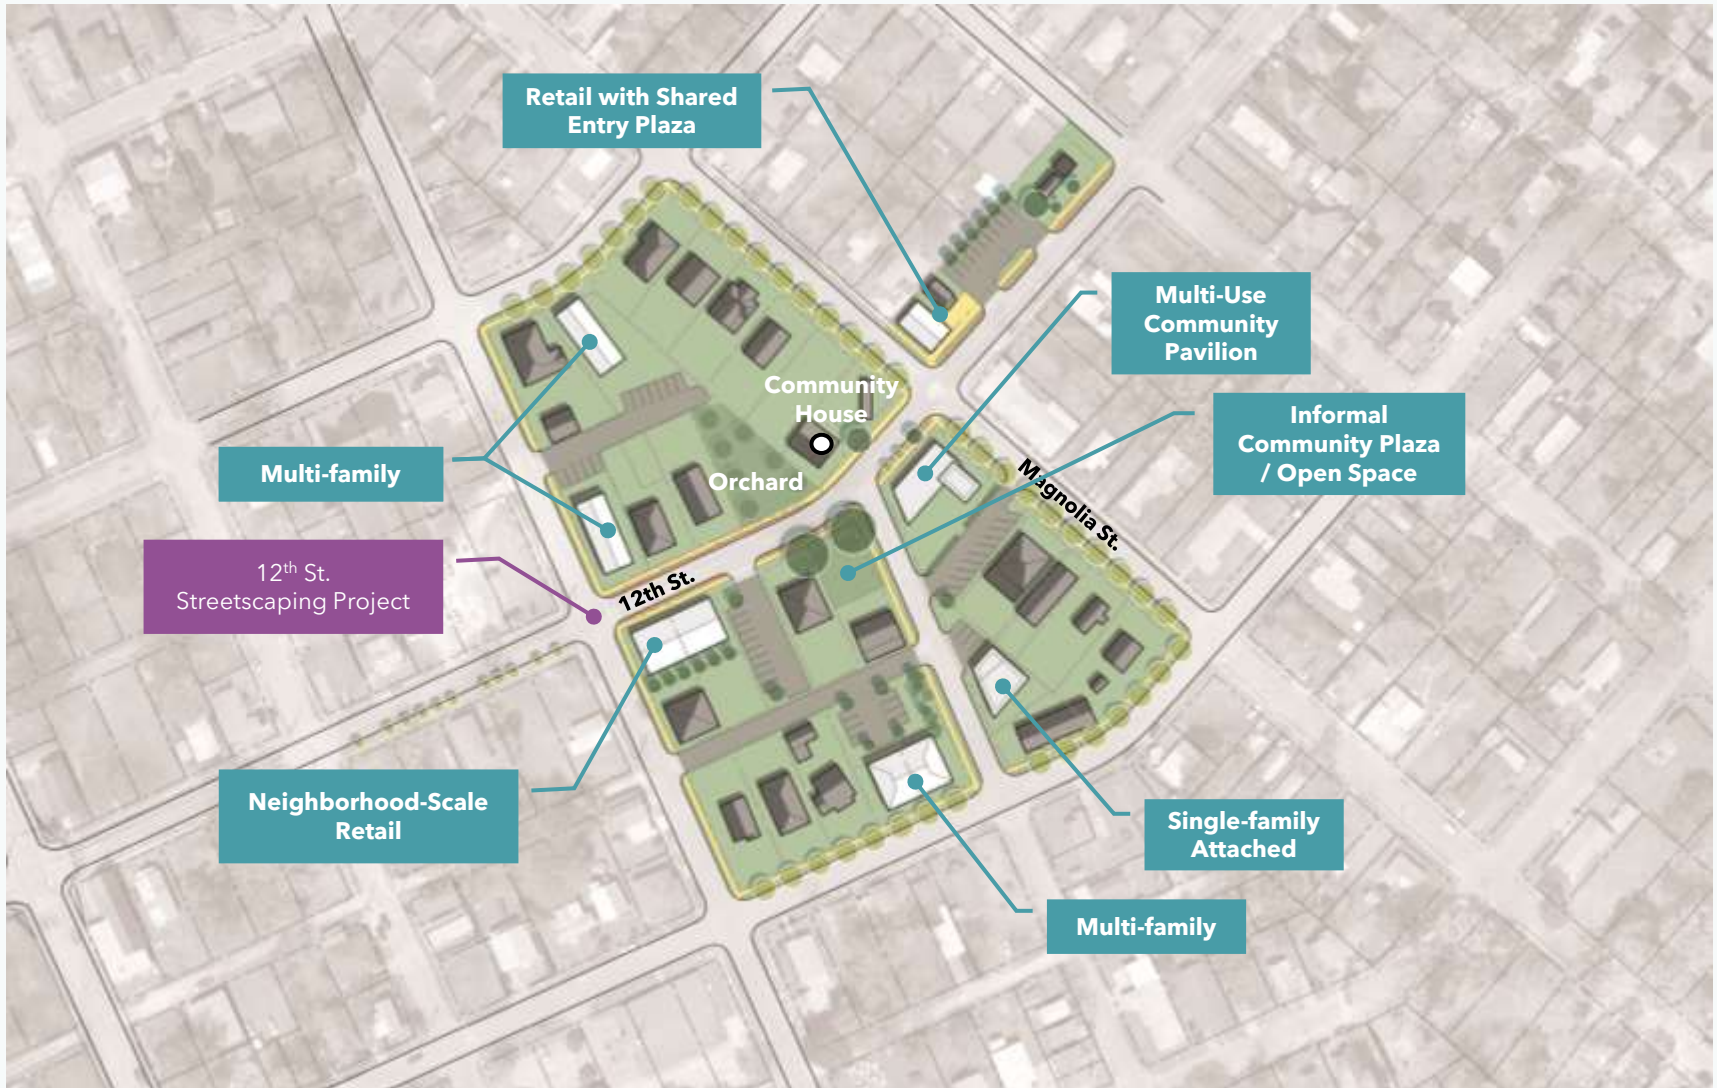 Retail with Shared
Entry Plaza
Multi-Use
Community
Pavilion
Community
House
Informal
Community Plaza
/ Open Space
Multi-family
Orchard
Magnolia St.
12th St.
Streetscaping Project
12th St.
Neighborhood-Scale
Retail
Single-family
Attached
Multi-family